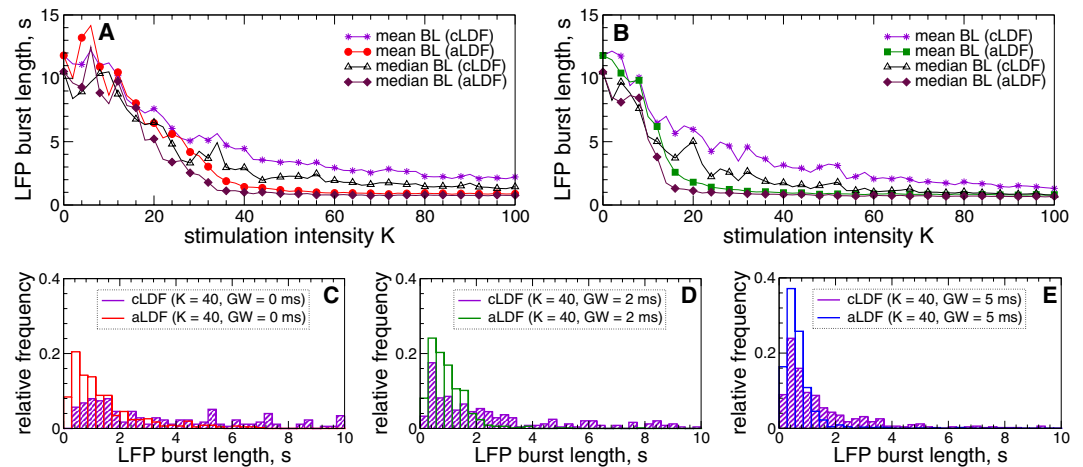 A
LFP burst length, s
15
10
5
0
mean BL (cLDF)
mean BL (aLDF)
median BL (cLDF)
median BL (aLDF)
0 20 40 60 80 100
stimulation intensity K
B
LFP burst length, s
15
10
5
0
mean BL (cLDF)
mean BL (aLDF)
median BL (cLDF)
median BL (aLDF)
0 20 40 60 80 100
stimulation intensity K
C
relative frequency
0.4
0.2
0
cLDF (K = 40, GW = 0 ms)
aLDF (K = 40, GW = 0 ms)
0 2 4 6 8 10
LFP burst length, s
D
relative frequency
0.4
0.2
0
cLDF (K = 40, GW = 2 ms)
aLDF (K = 40, GW = 2 ms)
0 2 4 6 8 10
LFP burst length, s
E
relative frequency
0.4
0.2
0
cLDF (K = 40, GW = 5 ms)
aLDF (K = 40, GW = 5 ms)
0 2 4 6 8 10
LFP burst length, s